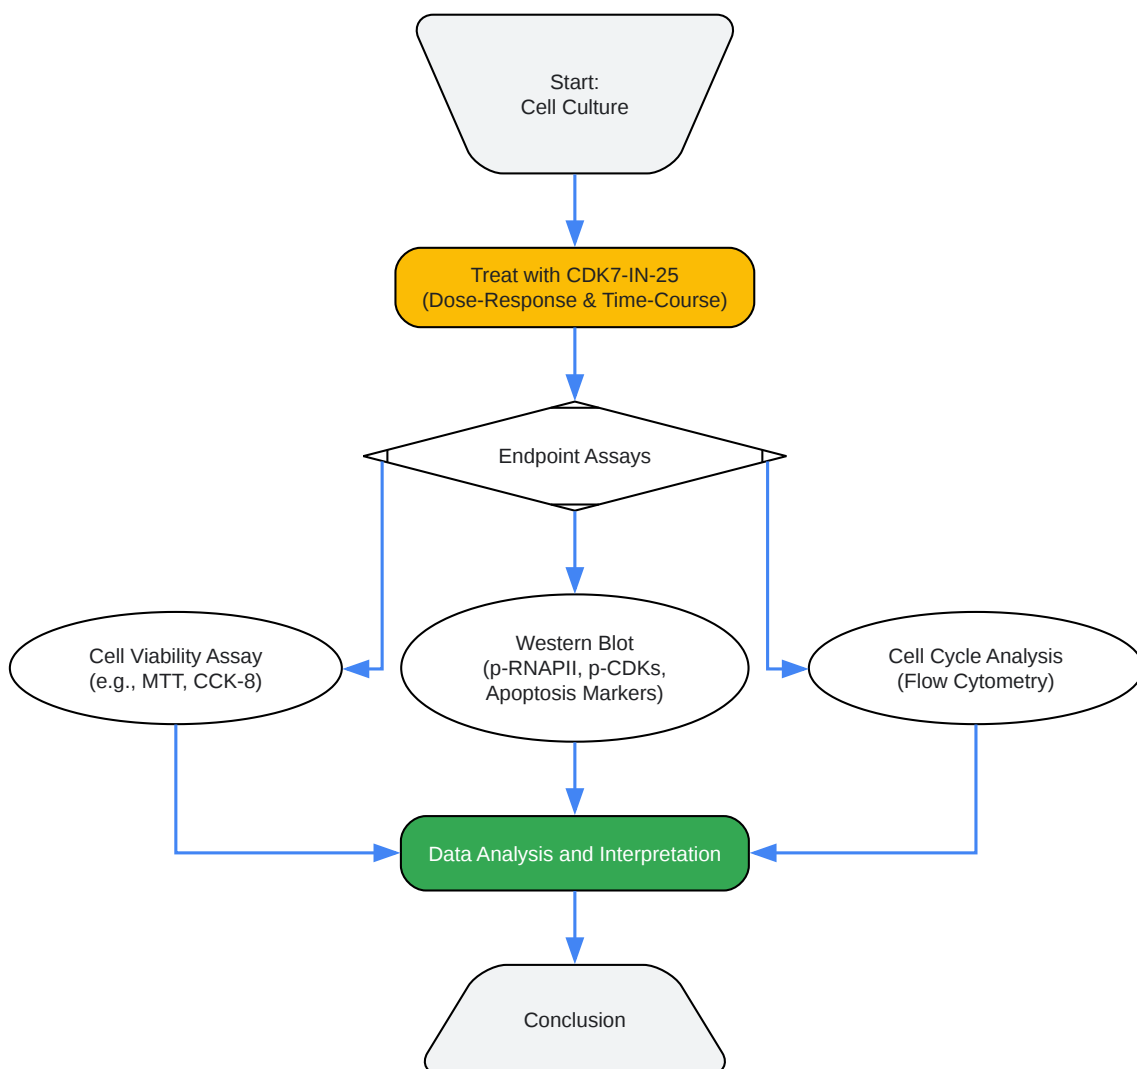 Start:
Cell Culture
Treat with CDK7-IN-25
(Dose-Response & Time-Course)
Endpoint Assays
Cell Viability Assay
(e.g., MTT, CCK-8)
Western Blot
(p-RNAPII, p-CDKs,
Apoptosis Markers)
Cell Cycle Analysis
(Flow Cytometry)
Data Analysis and Interpretation
Conclusion